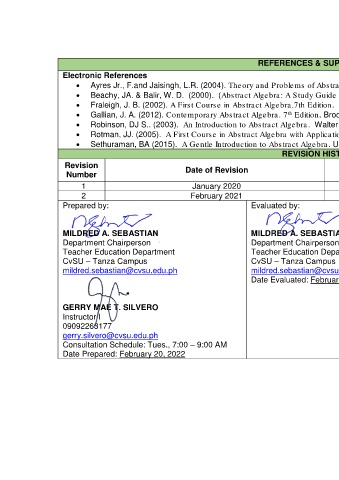 REFERENCES & SUP
Electronic References
• Ayres Jr., F.and Jaisingh, L.R. (2004). Theory and Problems of Abstra
• Beachy, JA. & Balir, W. D. (2000). (Abstract Algebra: A Study Guide
• Fraleigh, J. B. (2002). A First Course in Abstract Algebra.7th Edition.
• Gallian, J. A. (2012). Contemporary Abstract Algebra. 7th Edition. Broo
• Robinson, DJ S.. (2003). An Introduction to Abstract Algebra. Walter
• Rotman, JJ. (2005). A First Course in Abstract Algebra with Applicatio
• Sethuraman, BA (2015). A Gentle Introduction to Abstract Algebra. U
REVISION HIST
Revision Number
Date of Revision
1 January 2020
2 February 2021
Prepared by:
MILDRED A. SEBASTIAN
Department Chairperson
Teacher Education Department
CvSU – Tanza Campus
mildred.sebastian@cvsu.edu.ph
GERRY MAE T. SILVERO
Instructor I
09092268177
gerry.silvero@cvsu.edu.ph
Consultation Schedule: Tues., 7:00 – 9:00 AM
Date Prepared: February 20, 2022
Evaluated by:
MILDRED A. SEBASTIA
Department Chairperson
Teacher Education Depa
CvSU – Tanza Campus
mildred.sebastian@cvsu
Date Evaluated: Februar